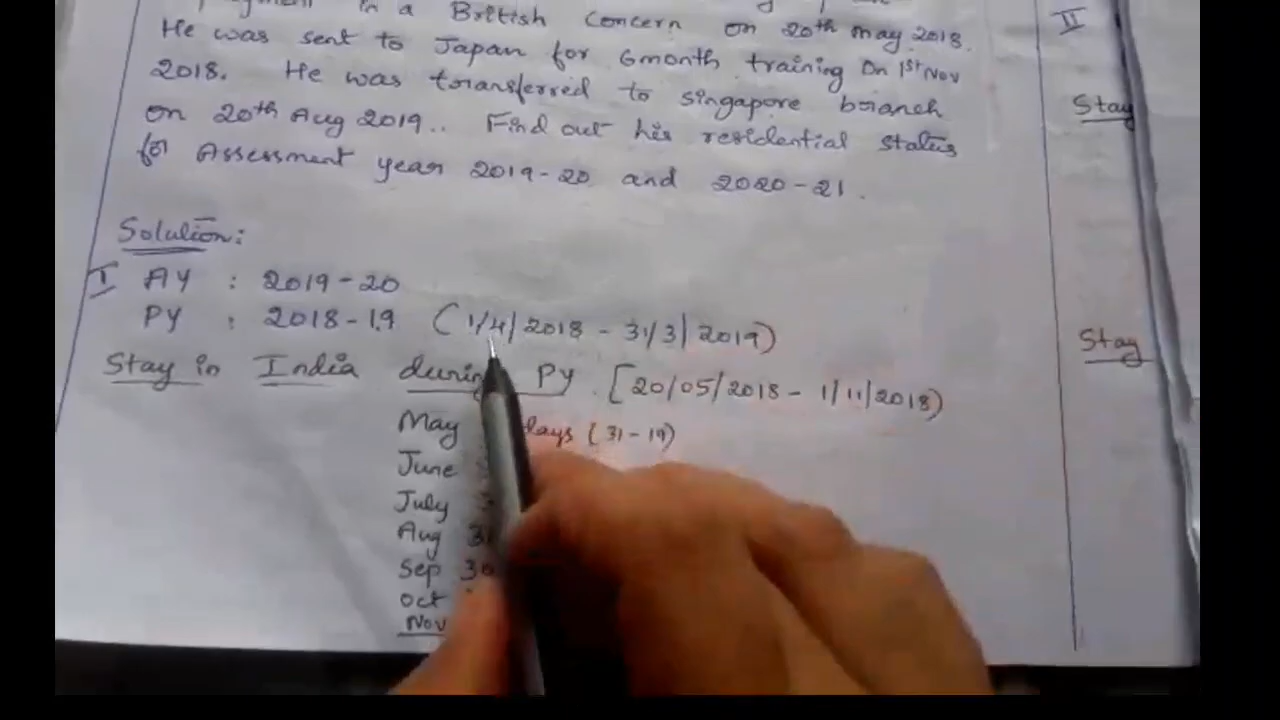 in a British concern on 20th may 2018.
He was sent to Japan for 6month training On 1st Nov
2018. He was transferred to singapore branch
on 20th Aug 2019.. Find out his residential status
for Assessment year 2019-20 and 2020-21.
Solution:
I AY : 2019-20
PY : 2018-19 (1/4/2018 - 31/3/2019)
Stay in India during PY [20/05/2018 - 1/11/2018)
May days (31-19)
June
July
Aug 31
Sep 30
Oct
Nov
II
Stay
Stay